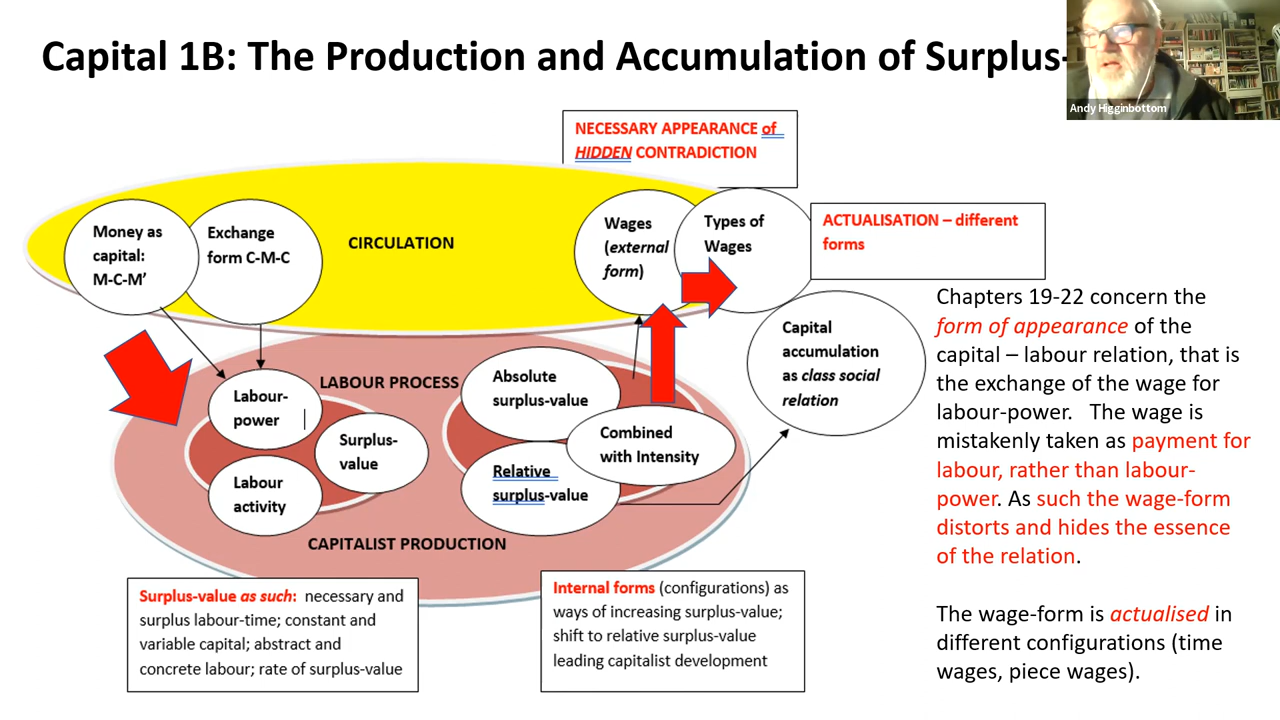 Capital 1B: The Production and Accumulation of Surplus-
Andy Higginbottom
NECESSARY APPEARANCE of
HIDDEN CONTRADICTION
Money as
capital:
M-C-M’
Exchange
form C-M-C
CIRCULATION
Wages
(external
form)
Types of
Wages
ACTUALISATION – different
forms
Capital
accumulation
as class social
relation
LABOUR PROCESS
Labour-
power
Surplus-
value
Labour
activity
Absolute
surplus-value
Combined
with Intensity
Relative
surplus-value
CAPITALIST PRODUCTION
Surplus-value as such: necessary and
surplus labour-time; constant and
variable capital; abstract and
concrete labour; rate of surplus-value
Internal forms (configurations) as
ways of increasing surplus-value;
shift to relative surplus-value
leading capitalist development
Chapters 19-22 concern the
form of appearance of the
capital – labour relation, that is
the exchange of the wage for
labour-power. The wage is
mistakenly taken as payment for
labour, rather than labour-
power. As such the wage-form
distorts and hides the essence
of the relation.
The wage-form is actualised in
different configurations (time
wages, piece wages).